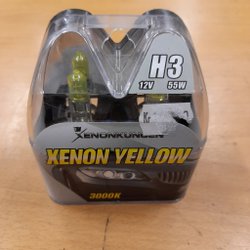 H3
12V 55W
XENONKUNGEN
XENON YELLOW
3000K